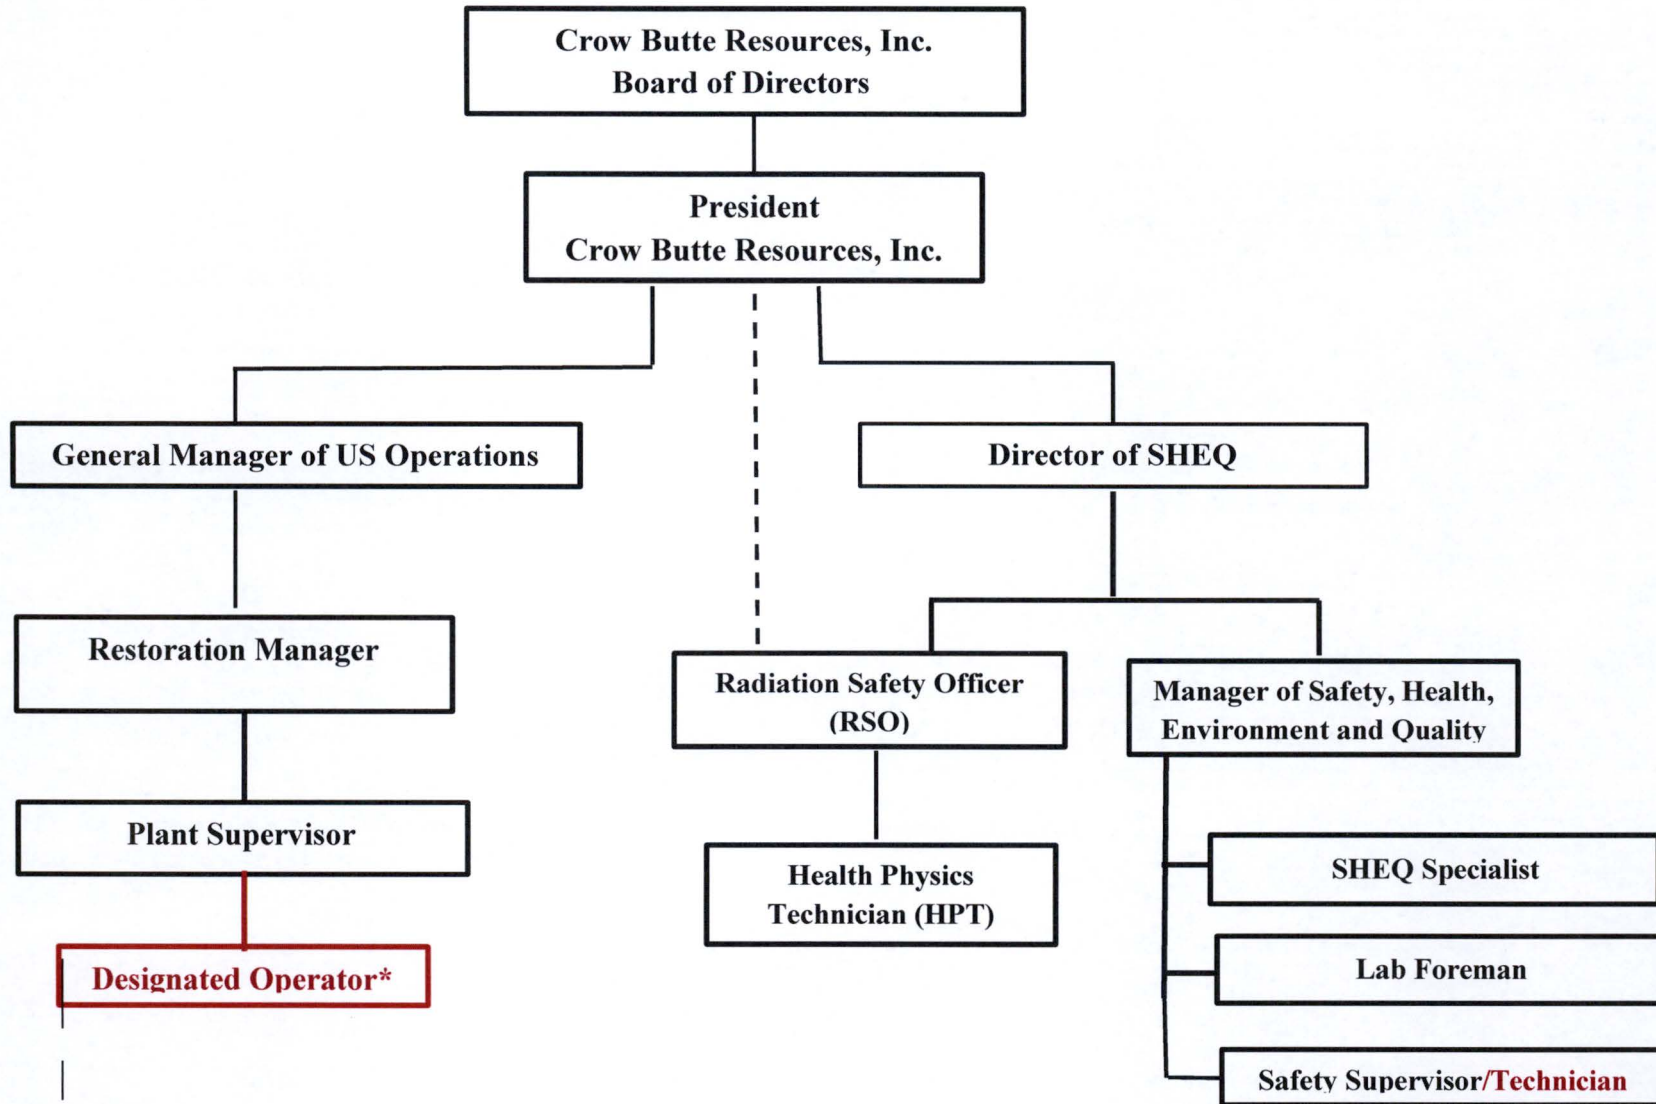 Crow Butte Resources, Inc.
Board of Directors
President
Crow Butte Resources, Inc.
General Manager of US Operations
Director of SHEQ
Restoration Manager
Radiation Safety Officer
(RSO)
Manager of Safety, Health,
Environment and Quality
Plant Supervisor
Health Physics
Technician (HPT)
SHEQ Specialist
Designated Operator*
Lab Foreman
Safety Supervisor/Technician